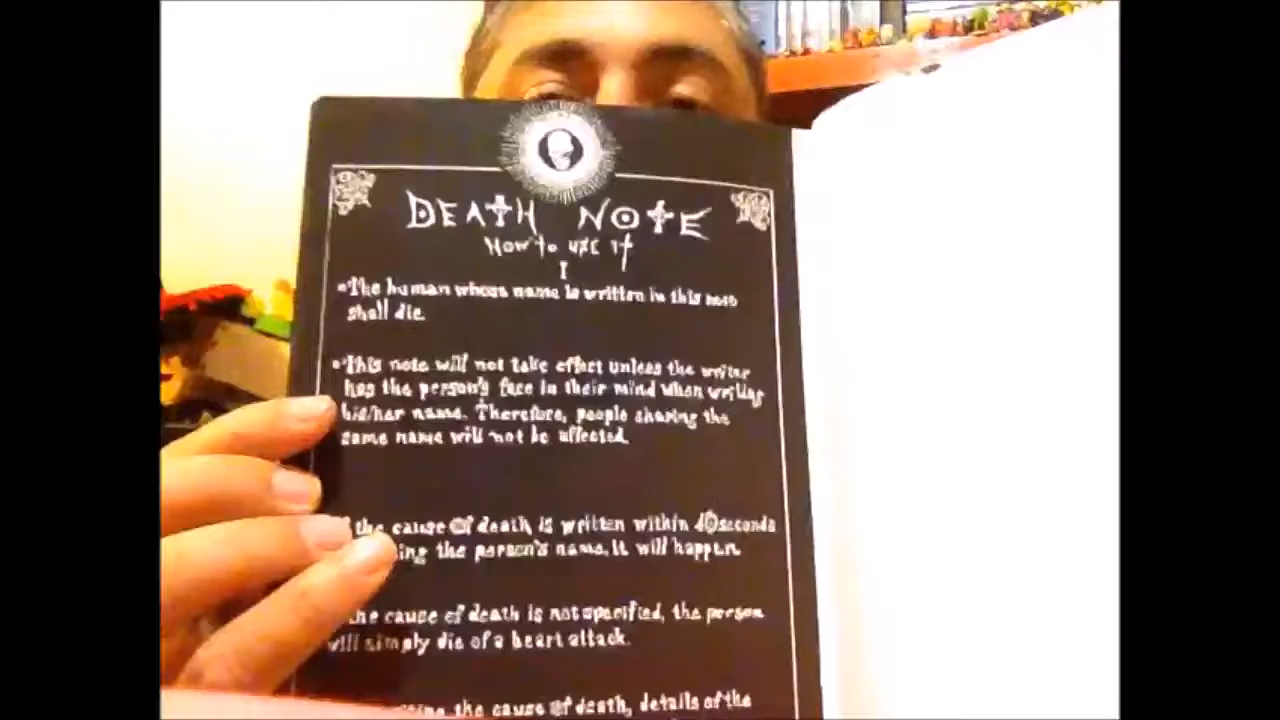 DEATH NOTE
How to use it
I
The human whose name is written in this note
shall die.
This note will not take effect unless the writer
has the person's face in their mind when writing
his/her name. Therefore, people sharing the
same name will not be affected.
the cause of death is written within 40 seconds
the person's name, it will happen.
the cause of death is not specified, the person
will simply die of a heart attack.
the cause of death, details of the